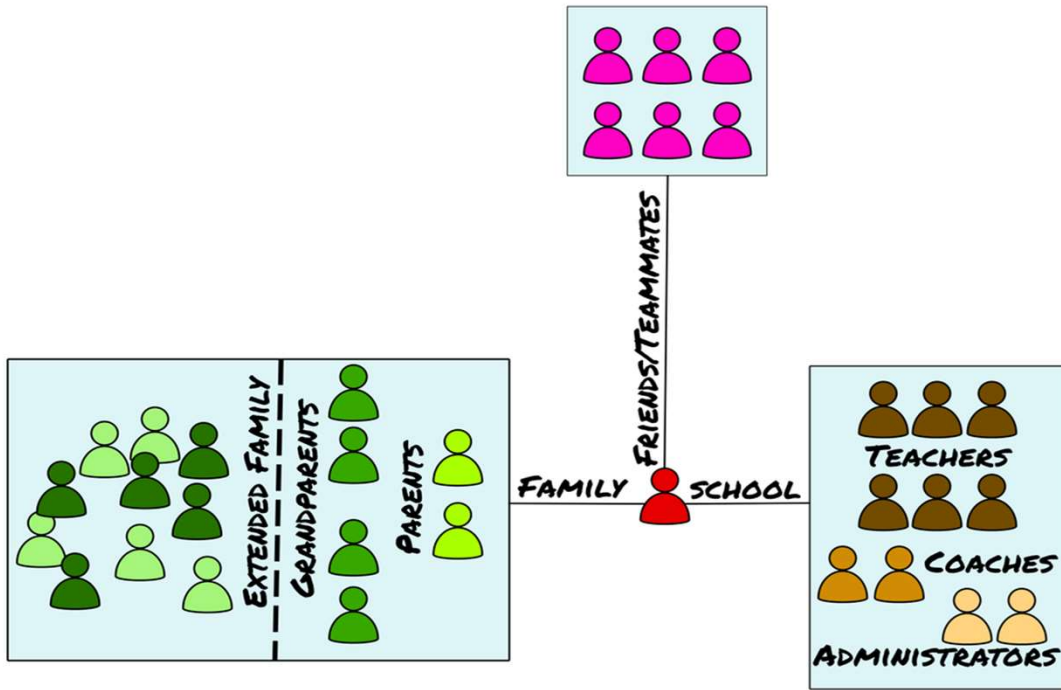 FRIENDS/TEAMMATES
EXTENDED FAMILY
GRANDPARENTS
PARENTS
FAMILY
SCHOOL
TEACHERS
COACHES
ADMINISTRATORS